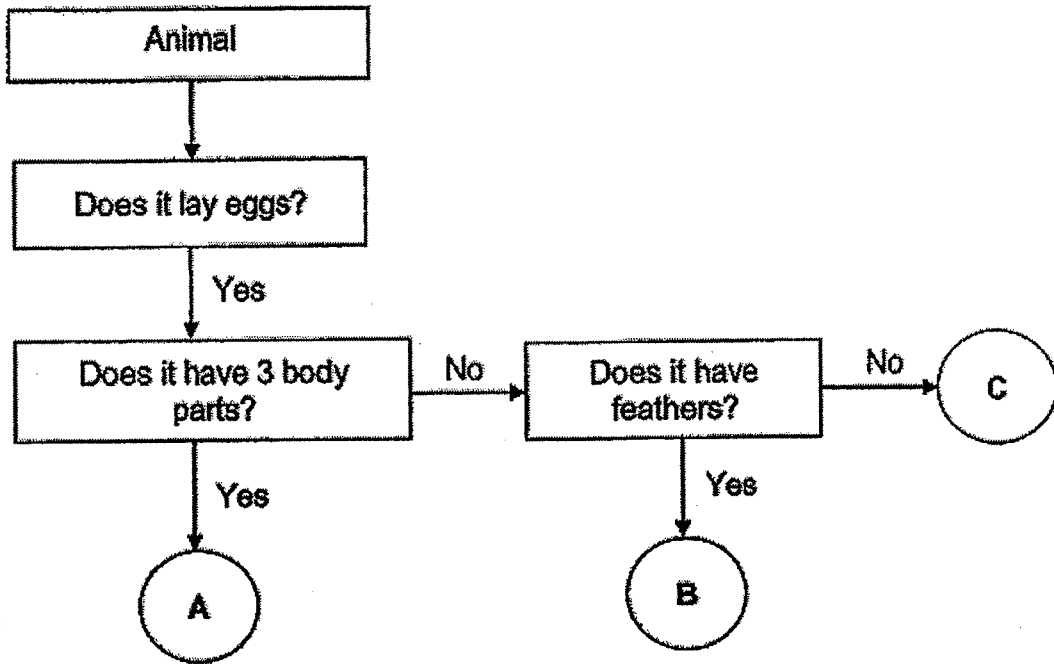 Animal
Does it lay eggs?
Yes
Does it have 3 body
parts?
No
Does it have
feathers?
No
C
Yes
A
Yes
B